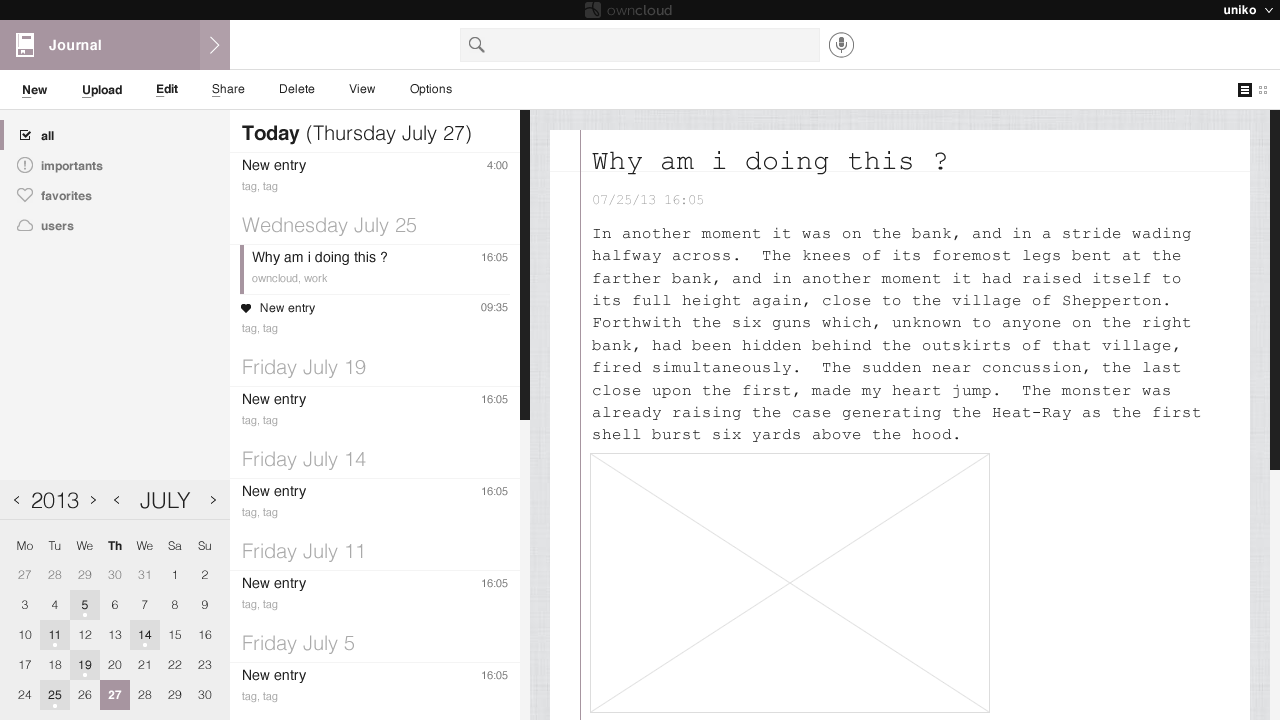 owncloud
uniko
Journal
New Upload Edit Share Delete View Options
all
importants
favorites
users
2013 JULY
Mo Tu We Th We Sa Su
27 28 29 30 31 1 2
3 4 5 6 7 8 9
10 11 12 13 14 15 16
17 18 19 20 21 22 23
24 25 26 27 28 29 30
Today (Thursday July 27)
New entry 4:00
tag, tag
Wednesday July 25
Why am i doing this ? 16:05
owncloud, work
New entry 09:35
tag, tag
Friday July 19
New entry 16:05
tag, tag
Friday July 14
New entry 16:05
tag, tag
Friday July 11
New entry 16:05
tag, tag
Friday July 5
New entry 16:05
tag, tag
Why am i doing this ?
07/25/13 16:05
In another moment it was on the bank, and in a stride wading
halfway across.  The knees of its foremost legs bent at the
farther bank, and in another moment it had raised itself to
its full height again, close to the village of Shepperton.
Forthwith the six guns which, unknown to anyone on the right
bank, had been hidden behind the outskirts of that village,
fired simultaneously.  The sudden near concussion, the last
close upon the first, made my heart jump.  The monster was
already raising the case generating the Heat-Ray as the first
shell burst six yards above the hood.